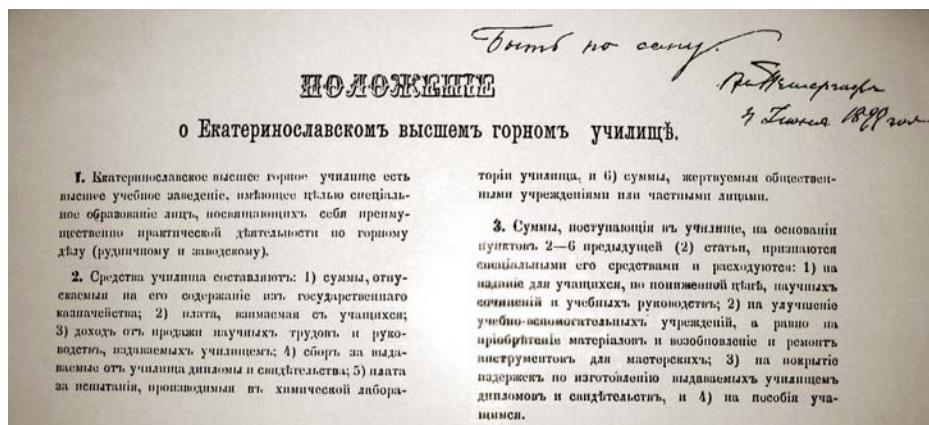 Быть по сему.
4 Іюня 1899 года
ПОЛОЖЕНІЕ
о Екатеринославскомъ высшемъ горномъ училищѣ.
1. Екатеринославское высшее горное училище есть
высшее учебное заведеніе, имѣющее цѣлью спеціаль-
ное образованіе лицъ, посвящающихъ себя преиму-
щественно практической дѣятельности по горному
дѣлу (рудничному и заводскому).
2. Средства училища составляютъ: 1) суммы, отпу-
скаемыя на его содержаніе изъ государственнаго
казначейства; 2) плата, взимаемая съ учащихся;
3) доходъ отъ продажи научныхъ трудовъ и руко-
водствъ, издаваемыхъ училищемъ; 4) сборъ за выда-
ваемые отъ училища дипломы и свидѣтельства; 5) плата
за испытанія, производимыя въ химической лабора-
торіи училища, и 6) суммы, жертвуемыя обществен-
ными учрежденіями или частными лицами.
3. Суммы, поступающія въ училище, на основаніи
пунктовъ 2—6 предыдущей (2) статьи, признаются
спеціальными его средствами и расходуются: 1) на
изданіе для учащихся, по пониженной цѣнѣ, научныхъ
сочиненій и учебныхъ руководствъ; 2) на улучшеніе
учебно-вспомогательныхъ учрежденій, а равно на
пріобрѣтеніе матеріаловъ и возобновленіе и ремонтъ
инструментовъ для мастерскихъ; 3) на покрытіе
издержекъ по изготовленію выдаваемыхъ училищемъ
дипломовъ и свидѣтельствъ, и 4) на пособія уча-
щимся.